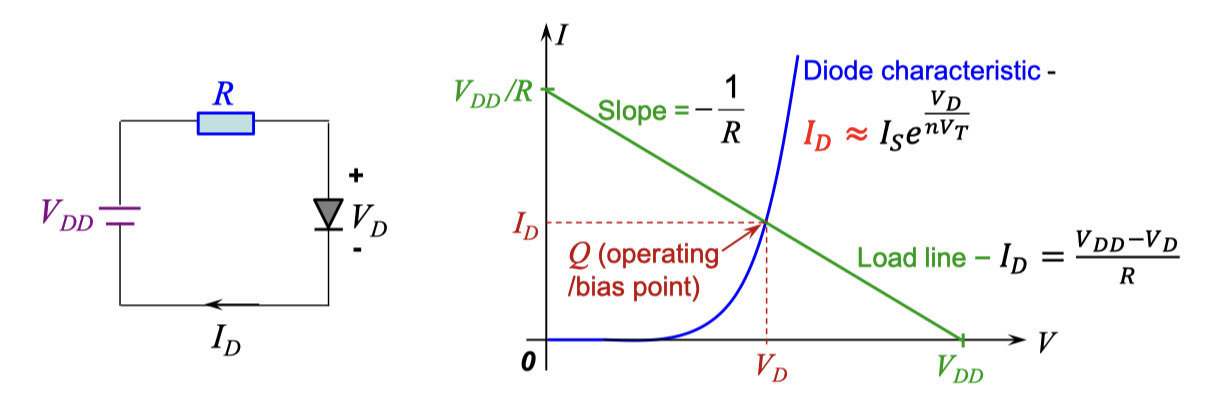 R
V_DD
+
V_D
-
I_D
I
V_DD/R
Slope = −1/R
Diode characteristic -
I_D ≈ I_S e^(V_D/nV_T)
I_D
Q (operating
/bias point)
Load line – I_D = (V_DD−V_D)/R
0
V_D
V_DD
V